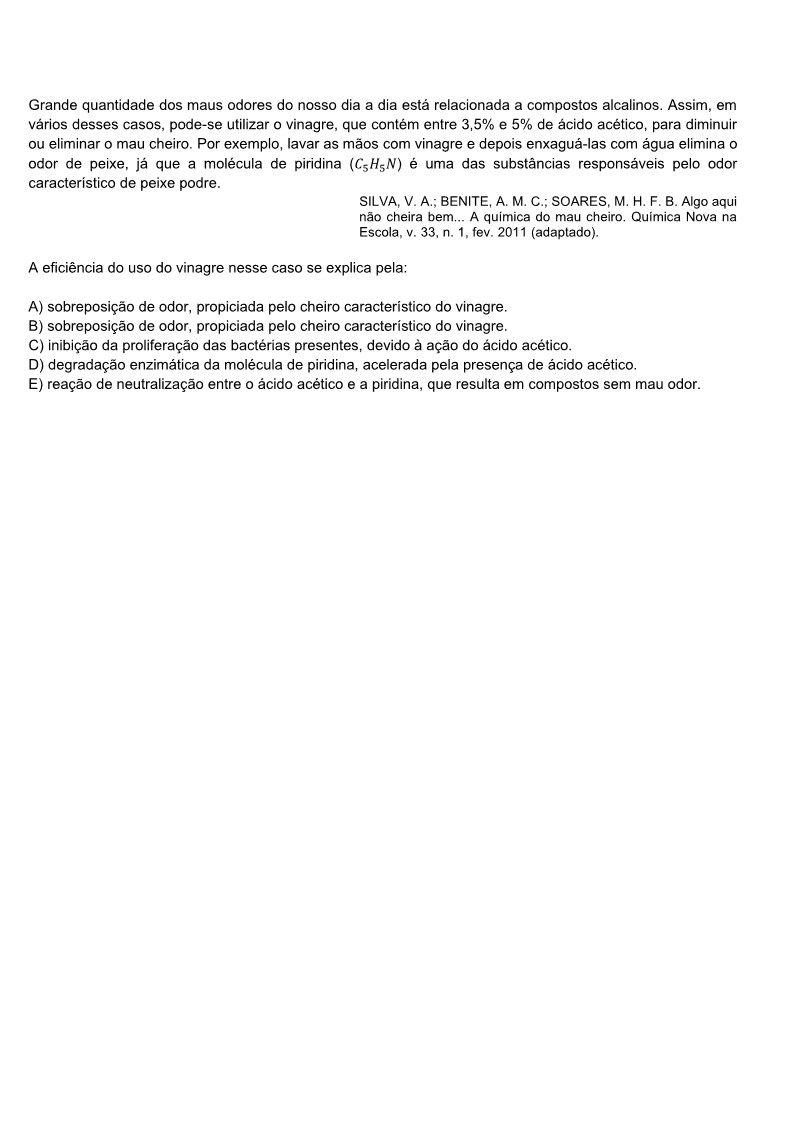 Grande quantidade dos maus odores do nosso dia a dia está relacionada a compostos alcalinos. Assim, em
vários desses casos, pode-se utilizar o vinagre, que contém entre 3,5% e 5% de ácido acético, para diminuir
ou eliminar o mau cheiro. Por exemplo, lavar as mãos com vinagre e depois enxaguá-las com água elimina o
odor de peixe, já que a molécula de piridina (C₅H₅N) é uma das substâncias responsáveis pelo odor
característico de peixe podre.
SILVA, V. A.; BENITE, A. M. C.; SOARES, M. H. F. B. Algo aqui
não cheira bem... A química do mau cheiro. Química Nova na
Escola, v. 33, n. 1, fev. 2011 (adaptado).
A eficiência do uso do vinagre nesse caso se explica pela:
A) sobreposição de odor, propiciada pelo cheiro característico do vinagre.
B) sobreposição de odor, propiciada pelo cheiro característico do vinagre.
C) inibição da proliferação das bactérias presentes, devido à ação do ácido acético.
D) degradação enzimática da molécula de piridina, acelerada pela presença de ácido acético.
E) reação de neutralização entre o ácido acético e a piridina, que resulta em compostos sem mau odor.